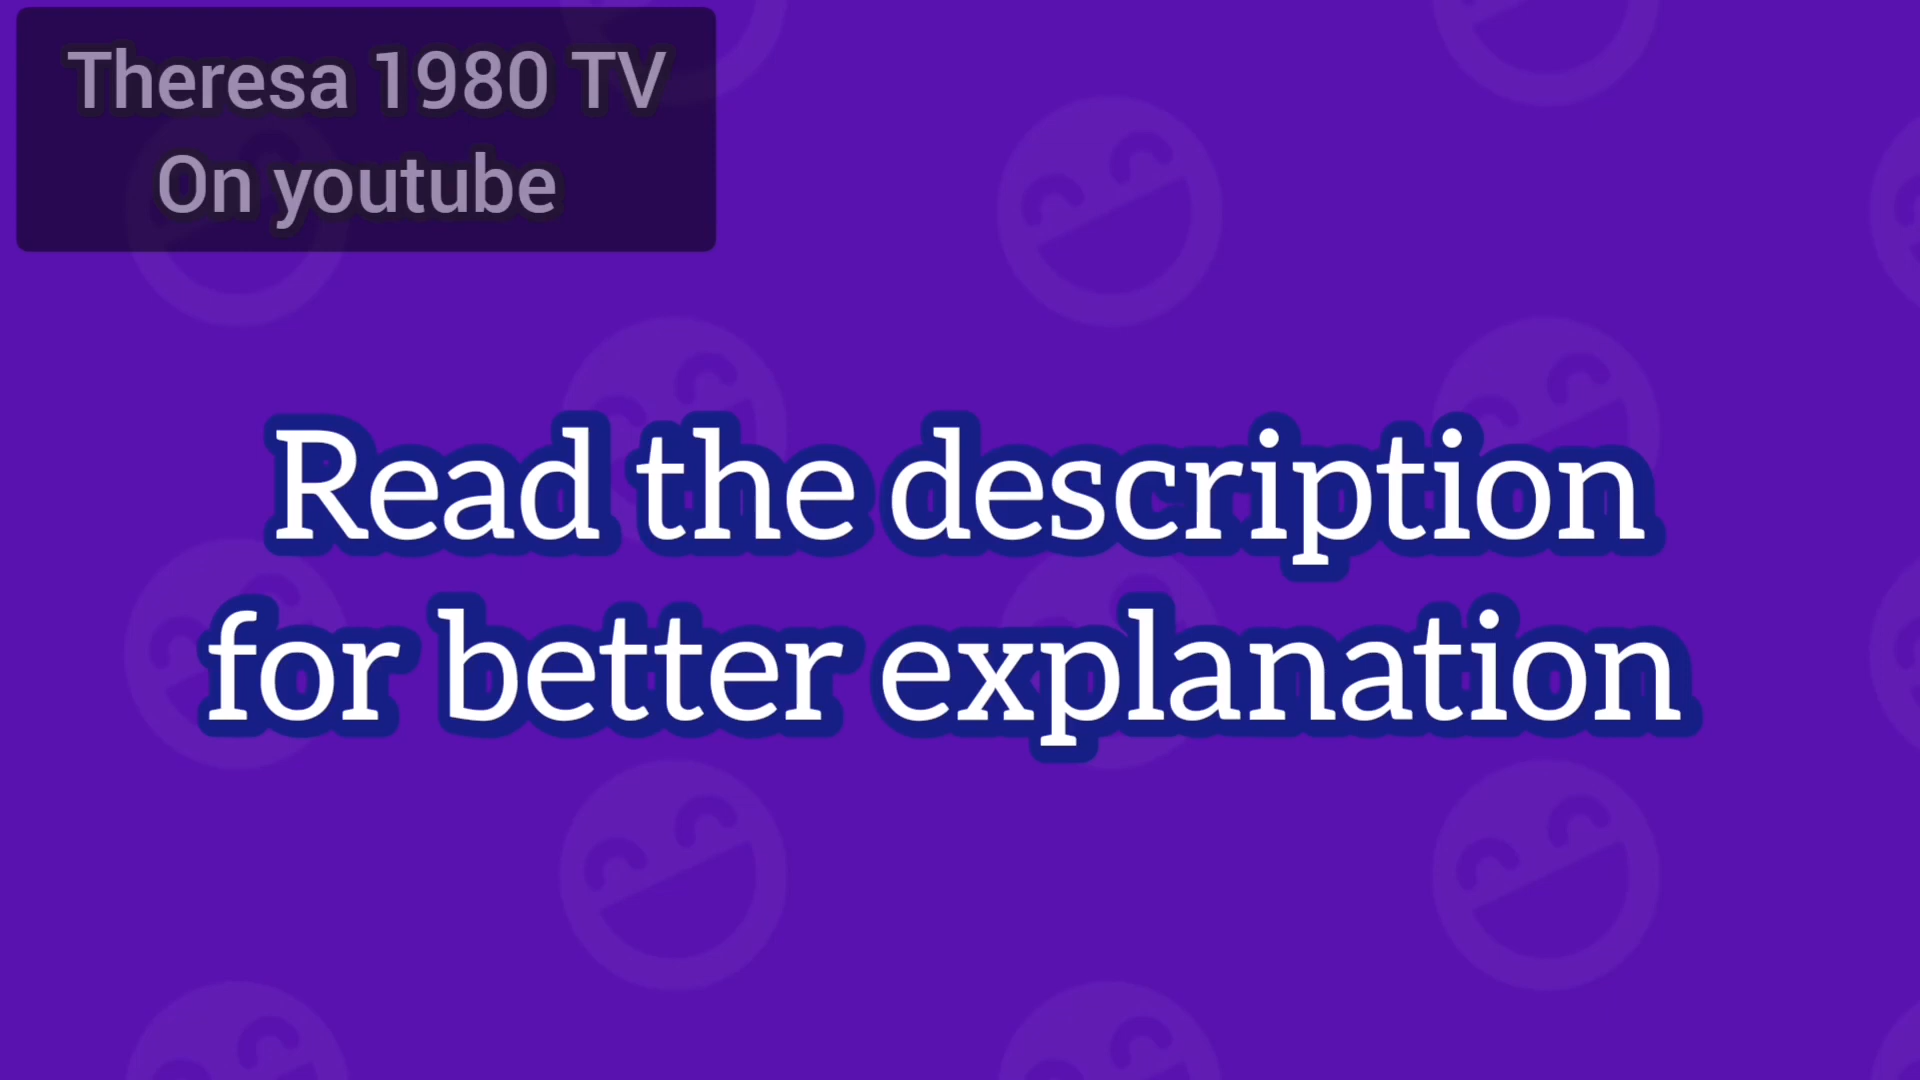 Theresa 1980 TV
On youtube
Read the description
for better explanation